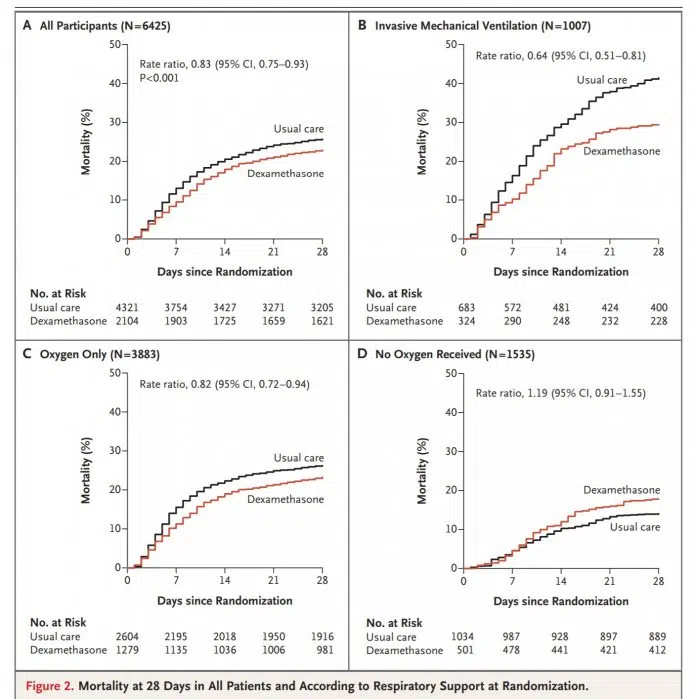 A All Participants (N=6425)
50
40
30
20
10
0
Mortality (%)
Rate ratio, 0.83 (95% CI, 0.75–0.93)
P<0.001
Usual care
Dexamethasone
0 7 14 21 28
Days since Randomization
No. at Risk
Usual care 4321 3754 3427 3271 3205
Dexamethasone 2104 1903 1725 1659 1621
B Invasive Mechanical Ventilation (N=1007)
50
40
30
20
10
0
Mortality (%)
Rate ratio, 0.64 (95% CI, 0.51–0.81)
Usual care
Dexamethasone
0 7 14 21 28
Days since Randomization
No. at Risk
Usual care 683 572 481 424 400
Dexamethasone 324 290 248 232 228
C Oxygen Only (N=3883)
50
40
30
20
10
0
Mortality (%)
Rate ratio, 0.82 (95% CI, 0.72–0.94)
Usual care
Dexamethasone
0 7 14 21 28
Days since Randomization
No. at Risk
Usual care 2604 2195 2018 1950 1916
Dexamethasone 1279 1135 1036 1006 981
D No Oxygen Received (N=1535)
50
40
30
20
10
0
Mortality (%)
Rate ratio, 1.19 (95% CI, 0.91–1.55)
Dexamethasone
Usual care
0 7 14 21 28
Days since Randomization
No. at Risk
Usual care 1034 987 928 897 889
Dexamethasone 501 478 441 421 412
Figure 2. Mortality at 28 Days in All Patients and According to Respiratory Support at Randomization.